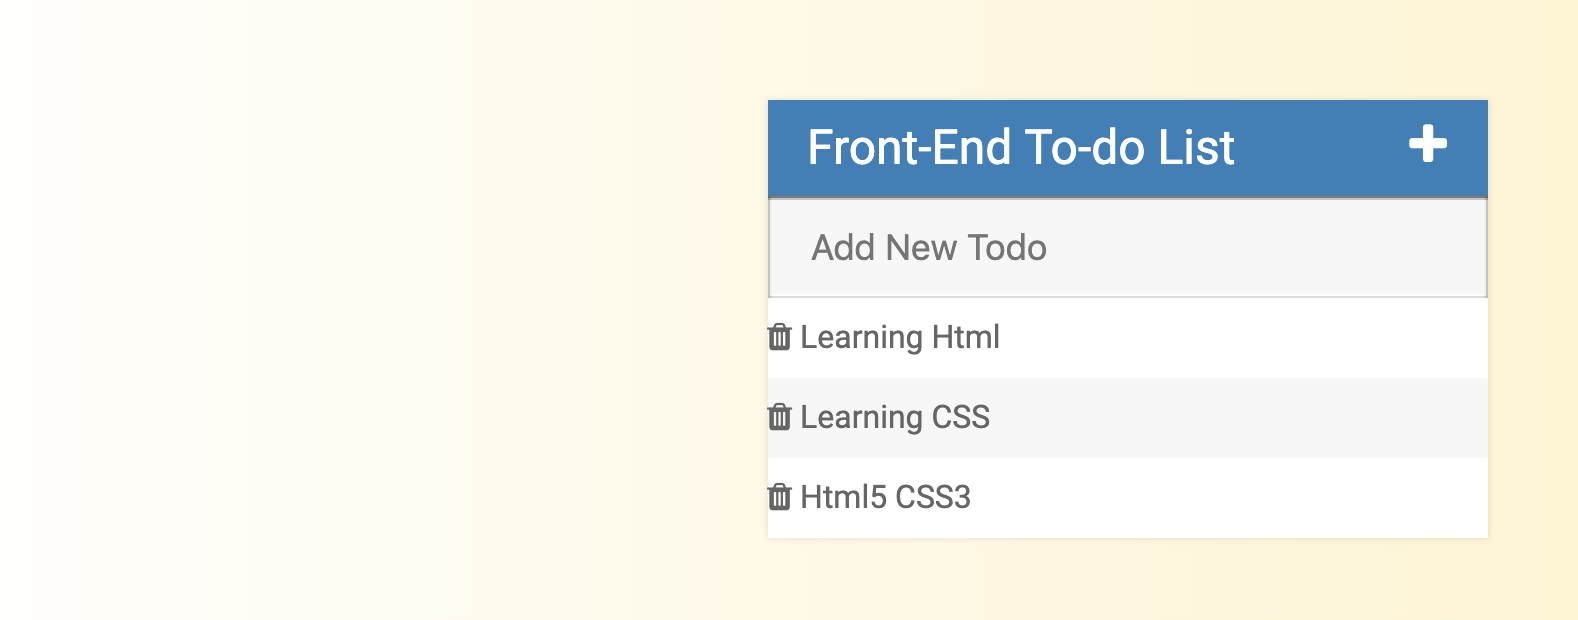 Front-End To-do List
Add New Todo
Learning Html
Learning CSS
Html5 CSS3